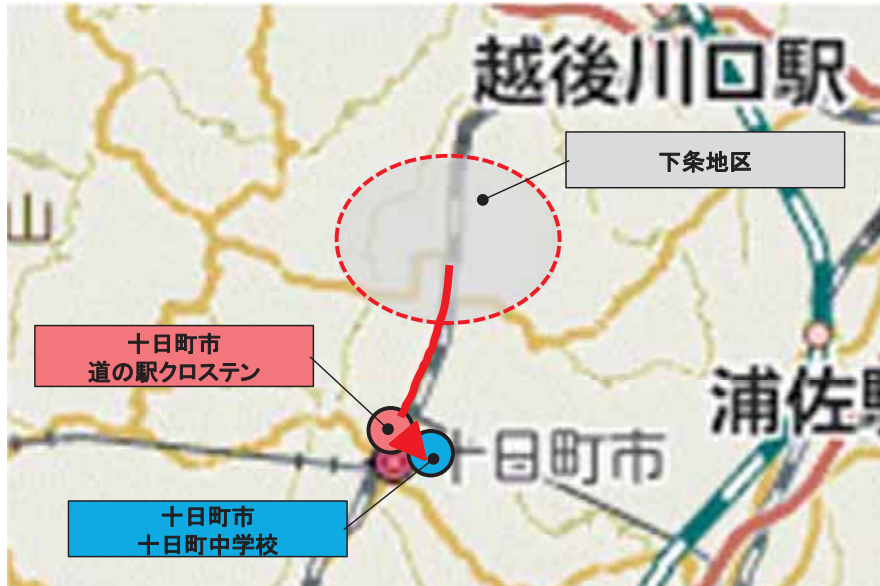 越後川口駅
下条地区
山
十日町市
道の駅クロステン
浦佐
十日町市
十日町市
十日町中学校